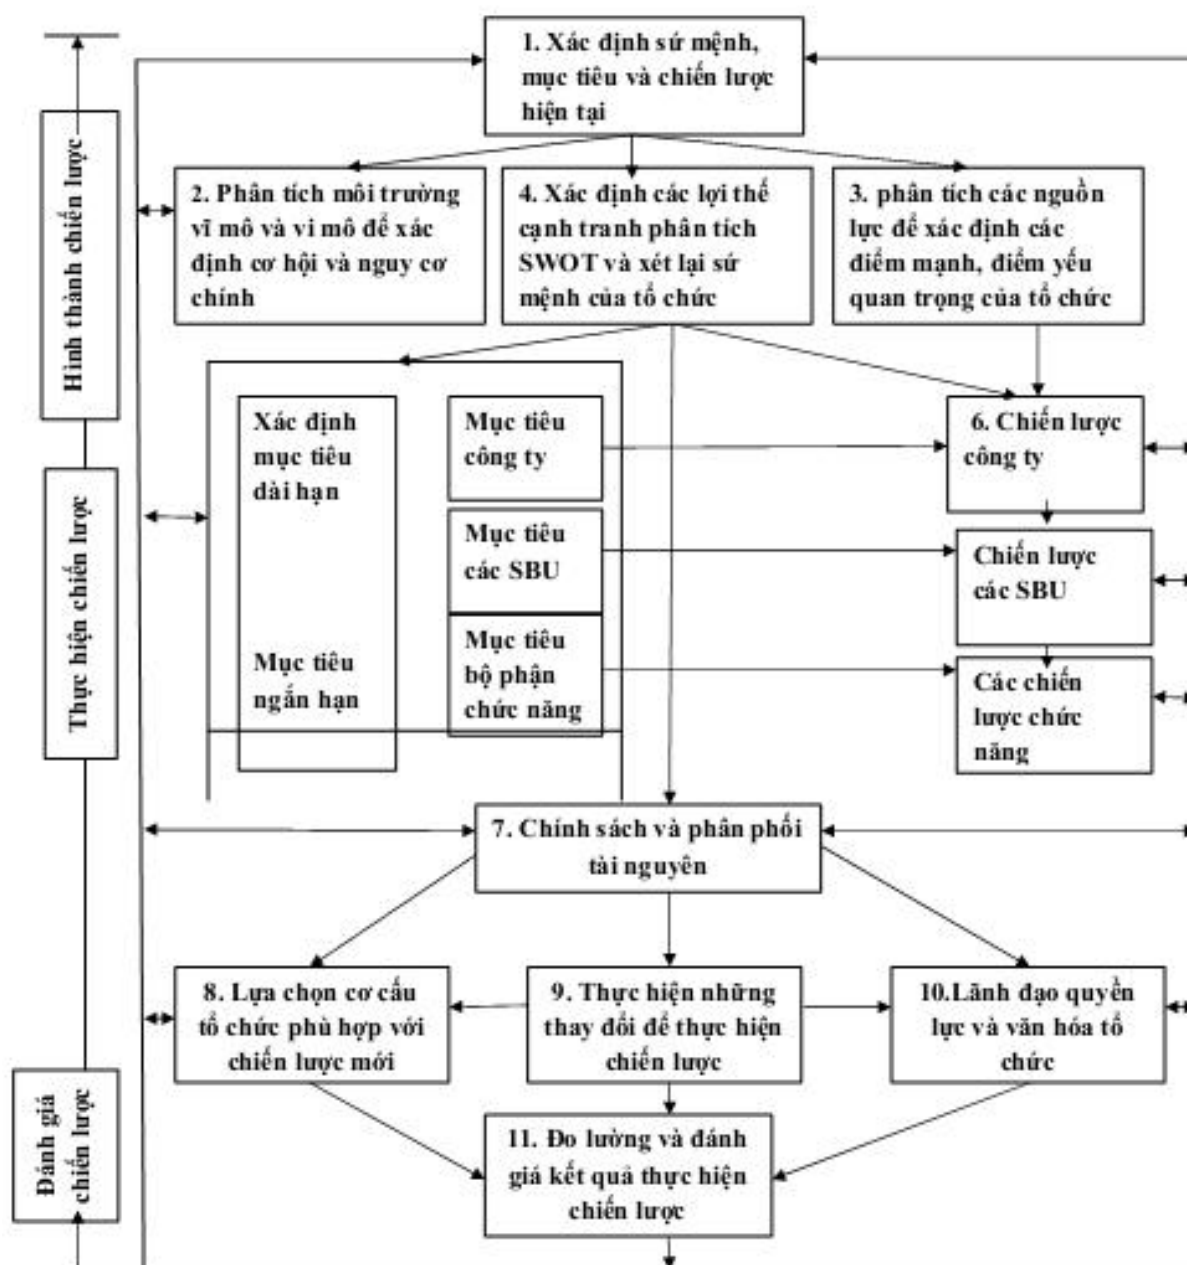 1. Xác định sứ mệnh,
mục tiêu và chiến lược
hiện tại
Hình thành chiến lược
2. Phân tích môi trường
vĩ mô và vi mô để xác
định cơ hội và nguy cơ
chính
4. Xác định các lợi thế
cạnh tranh phân tích
SWOT và xét lại sứ
mệnh của tổ chức
3. phân tích các nguồn
lực để xác định các
điểm mạnh, điểm yếu
quan trọng của tổ chức
Thực hiện chiến lược
Xác định
mục tiêu
dài hạn
Mục tiêu
ngắn hạn
Mục tiêu
công ty
Mục tiêu
các SBU
Mục tiêu
bộ phận
chức năng
6. Chiến lược
công ty
Chiến lược
các SBU
Các chiến
lược chức
năng
7. Chính sách và phân phối
tài nguyên
8. Lựa chọn cơ cấu
tổ chức phù hợp với
chiến lược mới
9. Thực hiện những
thay đổi để thực hiện
chiến lược
10.Lãnh đạo quyền
lực và văn hóa tổ
chức
Đánh giá
chiến lược
11. Đo lường và đánh
giá kết quả thực hiện
chiến lược